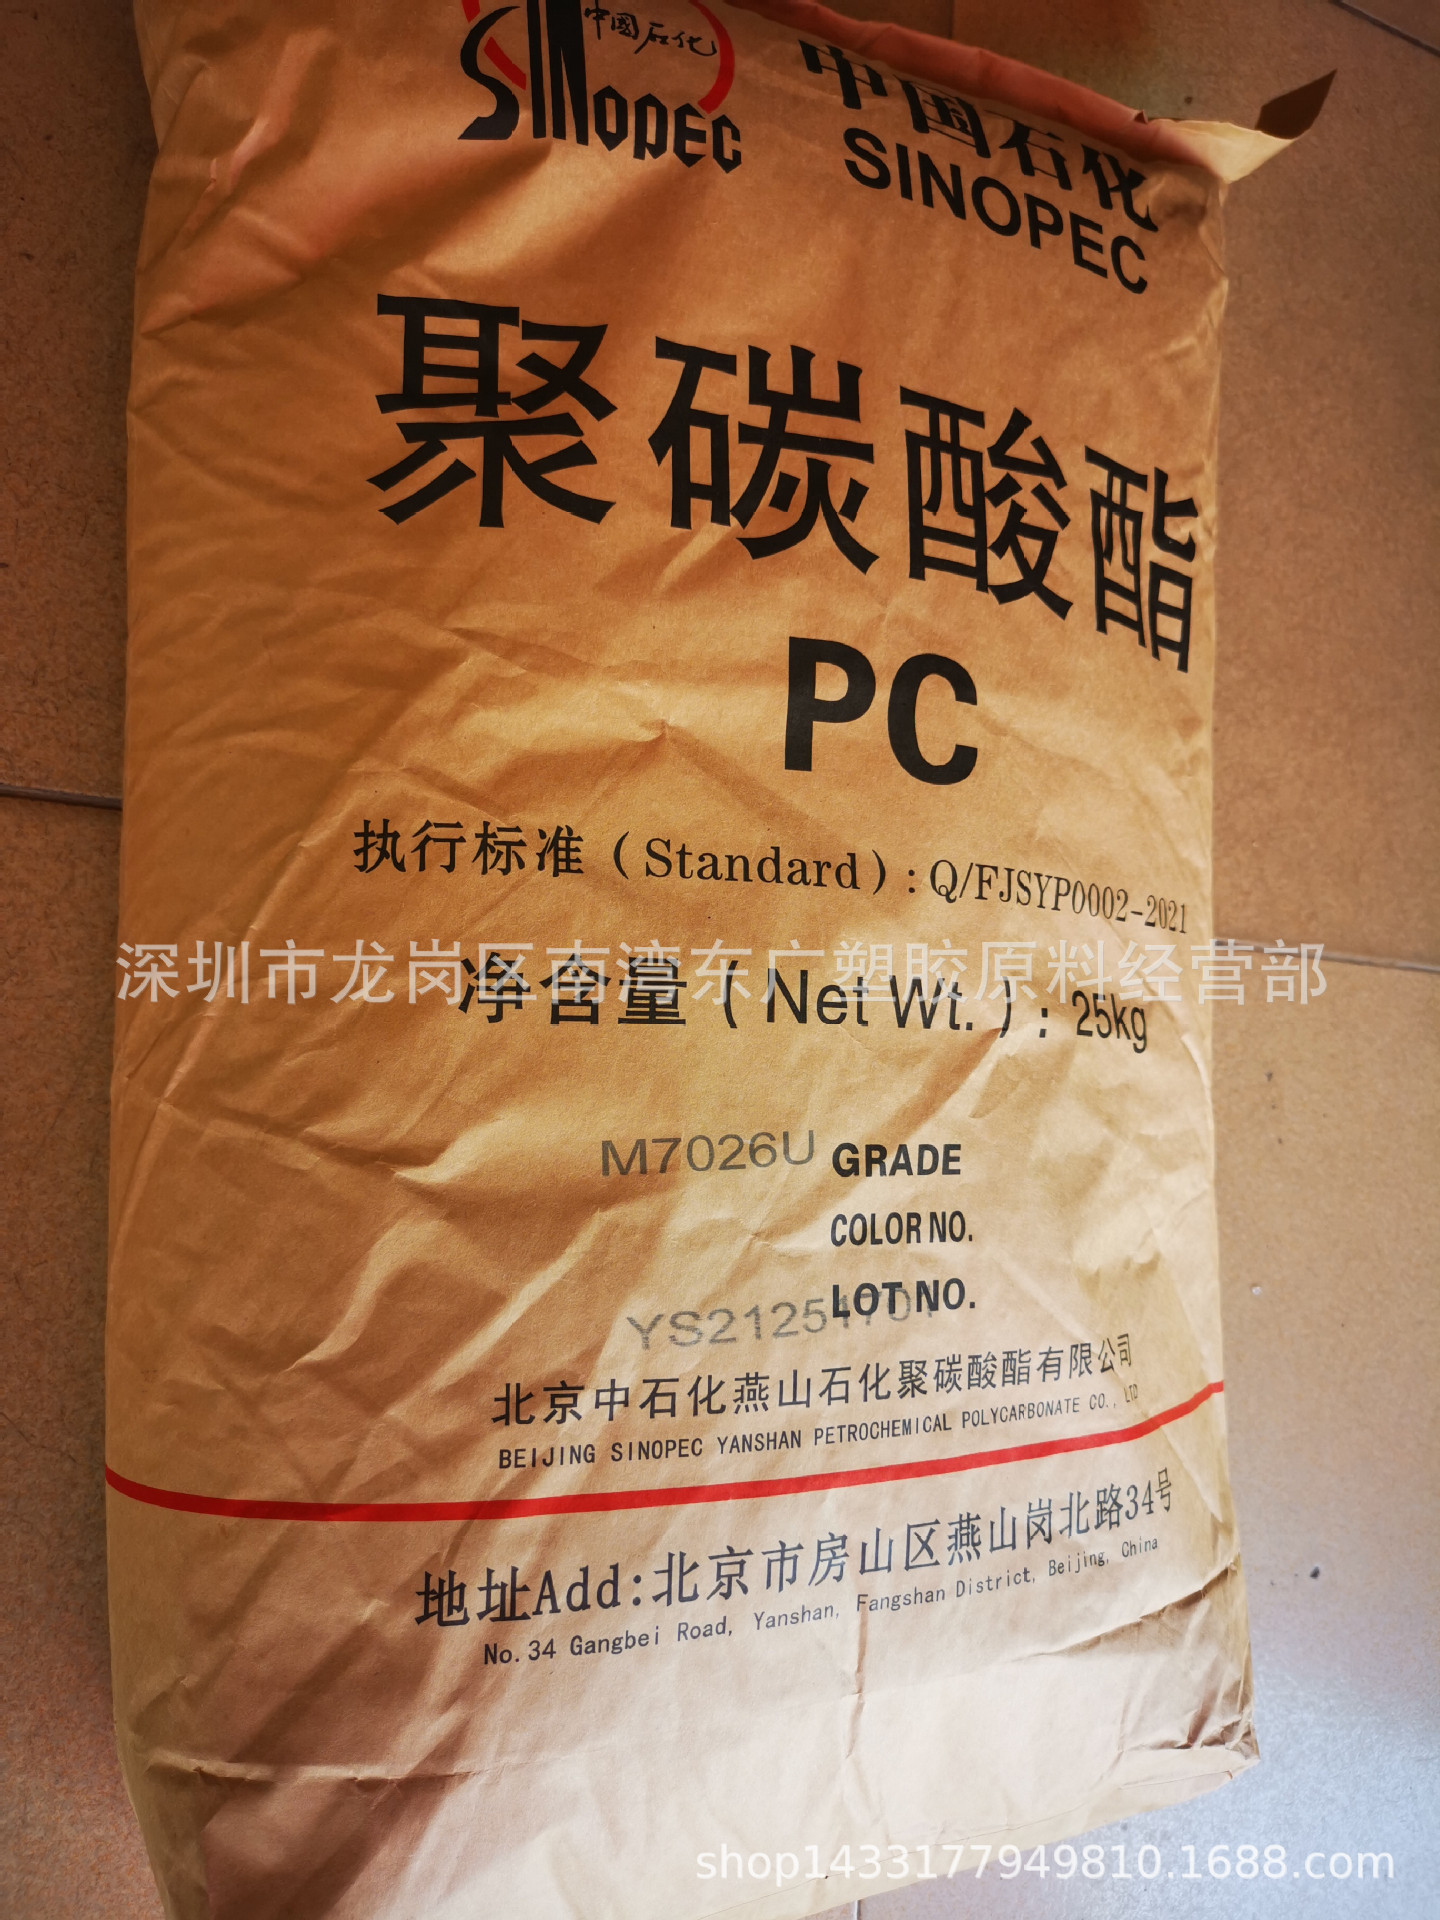 中國石化
SINOPEC
中国石化
SINOPEC
聚碳酸酯
PC
执行标准（Standard）: Q/FJSYP0002-2021
深圳市龙岗区南湾东广塑胶原料经营部
净含量（Net Wt.）: 25kg
M7026U GRADE
COLOR NO.
LOT NO.
YS21251701
北京中石化燕山石化聚碳酸酯有限公司
BEIJING SINOPEC YANSHAN PETROCHEMICAL POLYCARBONATE CO., LTD
地址Add:北京市房山区燕山岗北路34号
No.34 Gangbei Road, Yanshan, Fangshan District, Beijing, China
shop1433177949810.1688.com